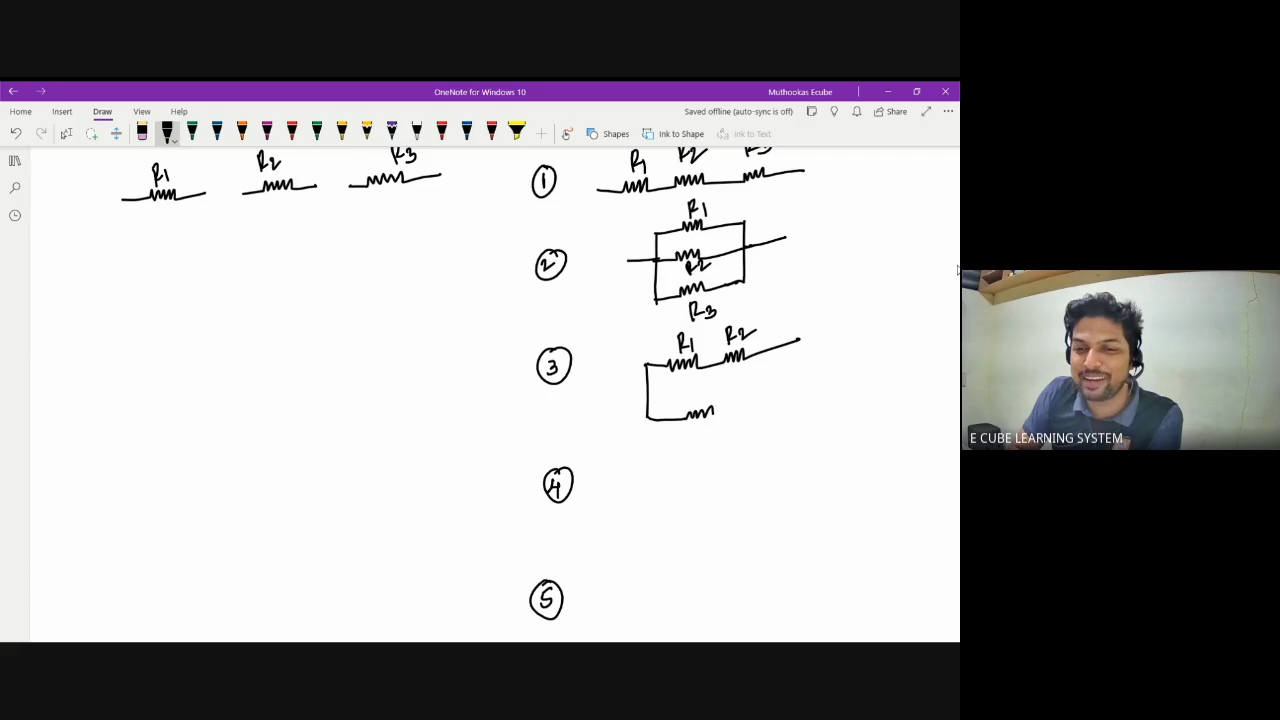 OneNote for Windows 10
Muthookas Ecube
Home Insert Draw View Help
Saved offline (auto-sync is off)
Share
Shapes
Ink to Shape
Ink to Text
R1 R2 R3
1 R1 R2 R3
2 R1
R2
R3
3 R1 R2
4
5
E CUBE LEARNING SYSTEM